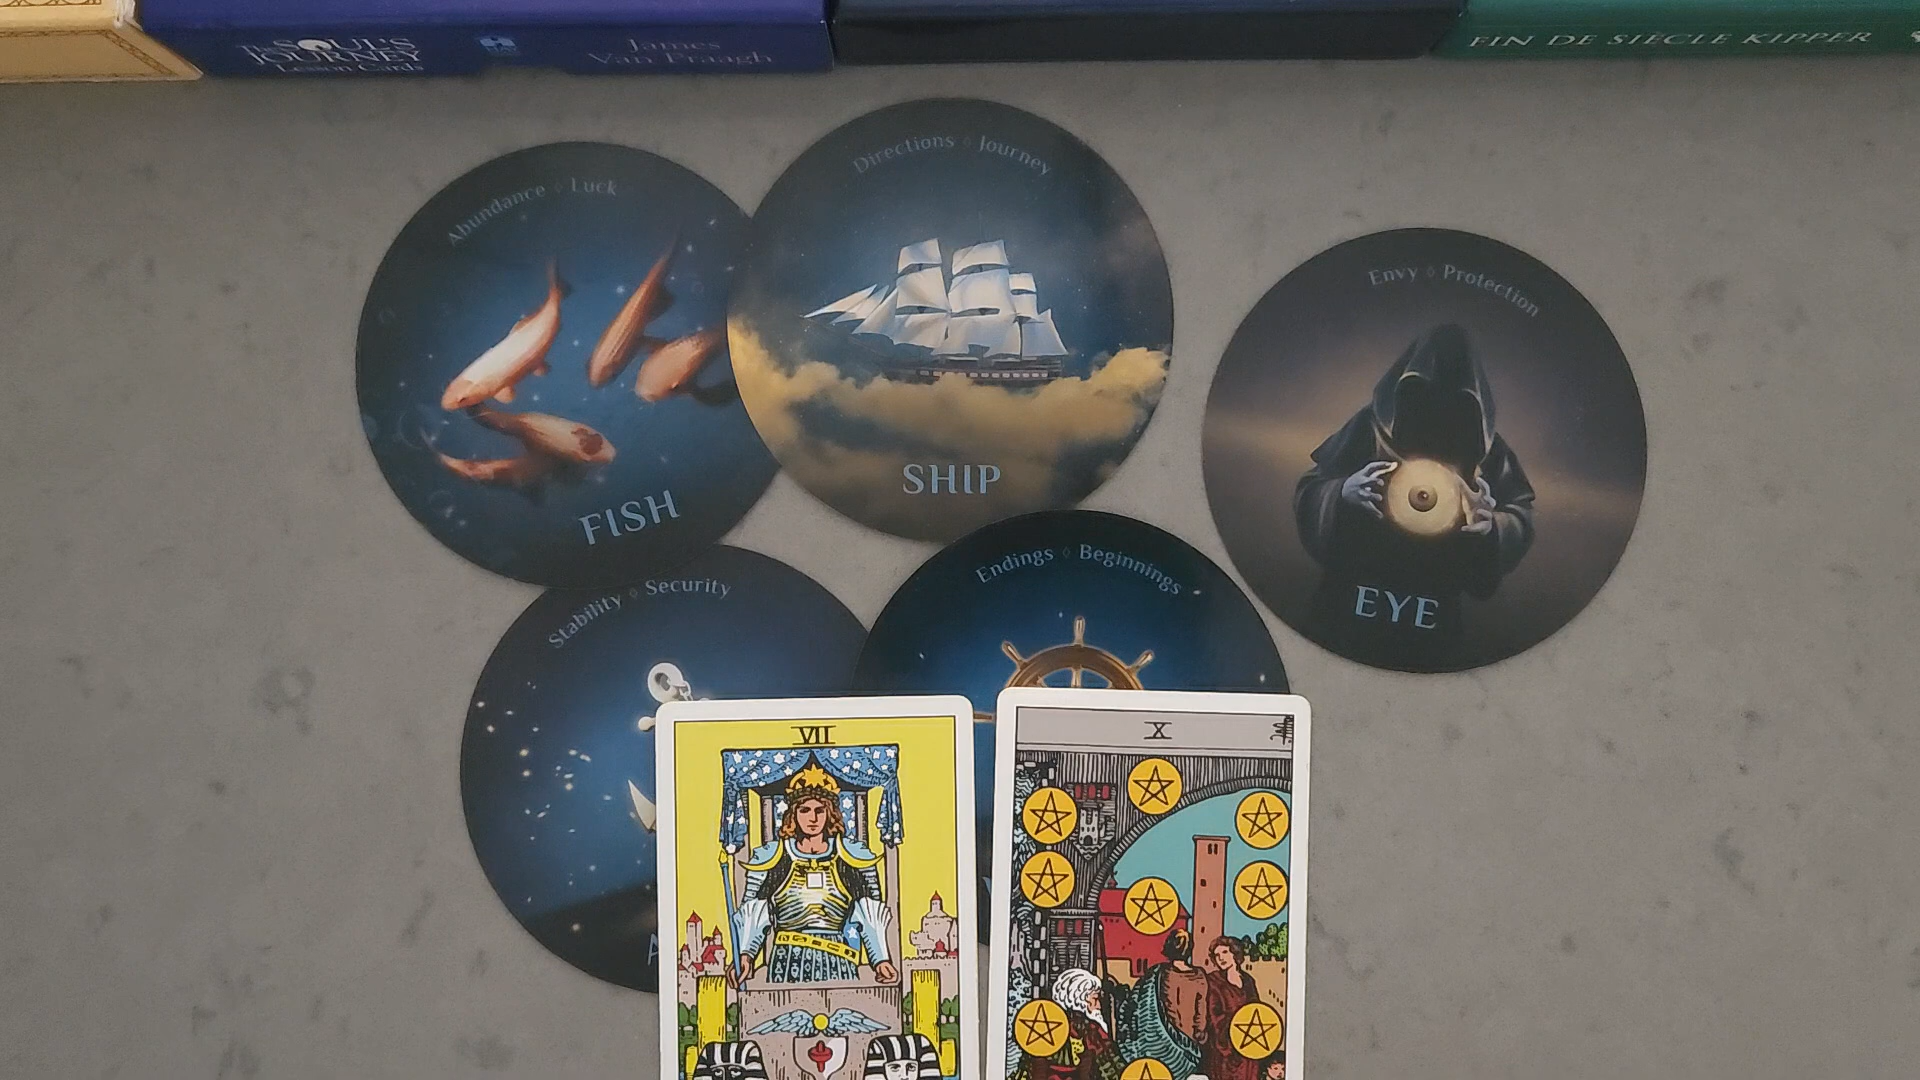 The
SOUL'S
JOURNEY
Lesson Cards
James
Van Praagh
FIN DE SIÈCLE KIPPER
Directions ◊ Journey
SHIP
Abundance ◊ Luck
FISH
Envy ◊ Protection
EYE
Stability ◊ Security
A
Endings ◊ Beginnings
VII
X